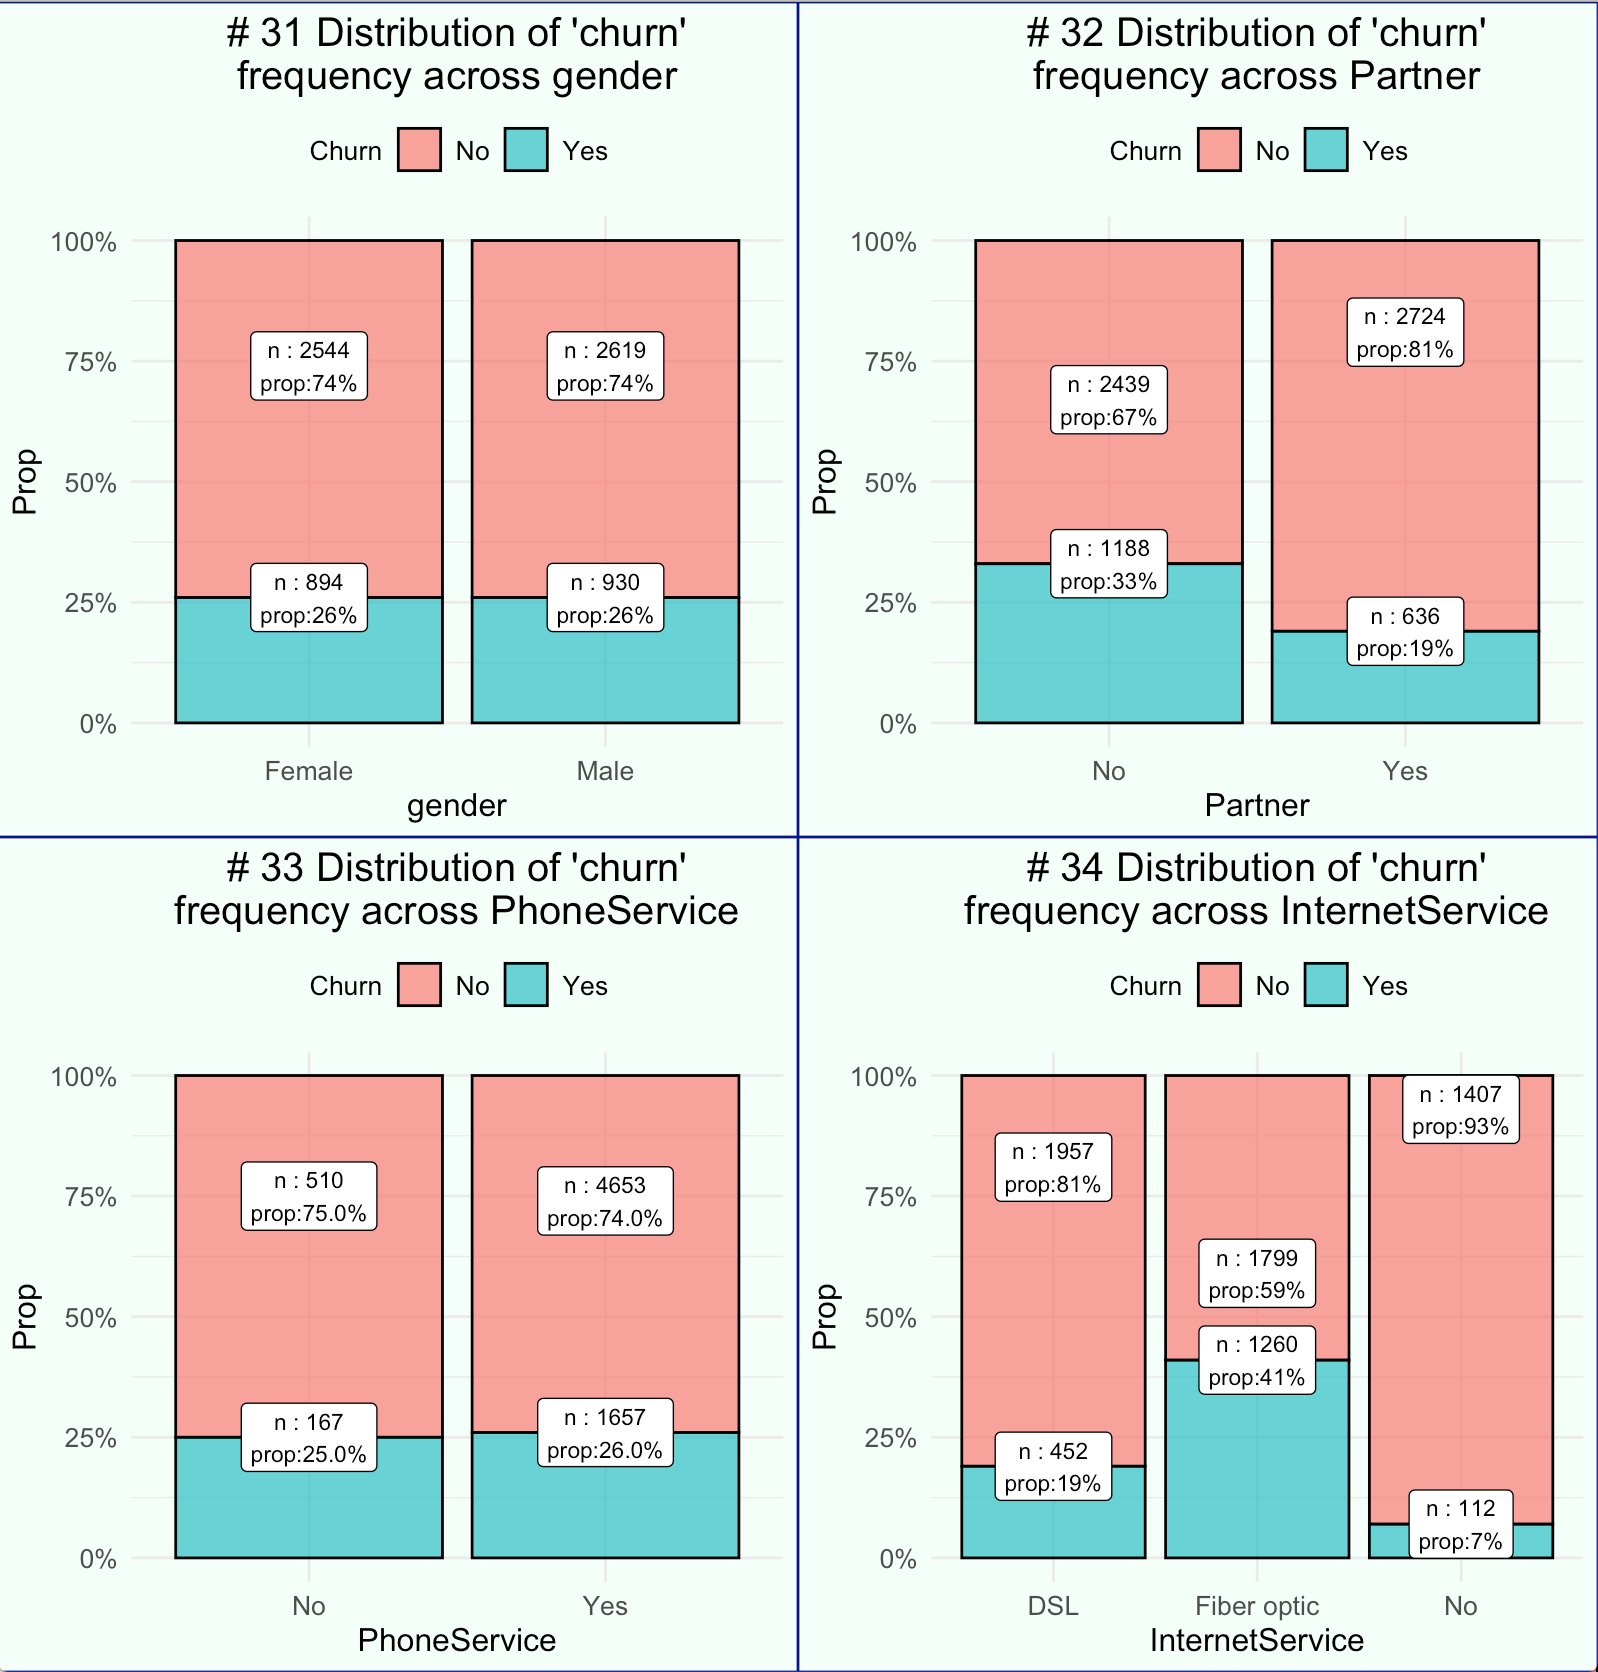 # 31 Distribution of 'churn'
frequency across gender
Churn No Yes
100%
75%
50%
25%
0%
Prop
n : 2544
prop:74%
n : 2619
prop:74%
n : 894
prop:26%
n : 930
prop:26%
Female Male
gender
# 32 Distribution of 'churn'
frequency across Partner
Churn No Yes
100%
75%
50%
25%
0%
Prop
n : 2724
prop:81%
n : 2439
prop:67%
n : 1188
prop:33%
n : 636
prop:19%
No Yes
Partner
# 33 Distribution of 'churn'
frequency across PhoneService
Churn No Yes
100%
75%
50%
25%
0%
Prop
n : 510
prop:75.0%
n : 4653
prop:74.0%
n : 167
prop:25.0%
n : 1657
prop:26.0%
No Yes
PhoneService
# 34 Distribution of 'churn'
frequency across InternetService
Churn No Yes
100%
75%
50%
25%
0%
Prop
n : 1407
prop:93%
n : 1957
prop:81%
n : 1799
prop:59%
n : 1260
prop:41%
n : 452
prop:19%
n : 112
prop:7%
DSL Fiber optic No
InternetService